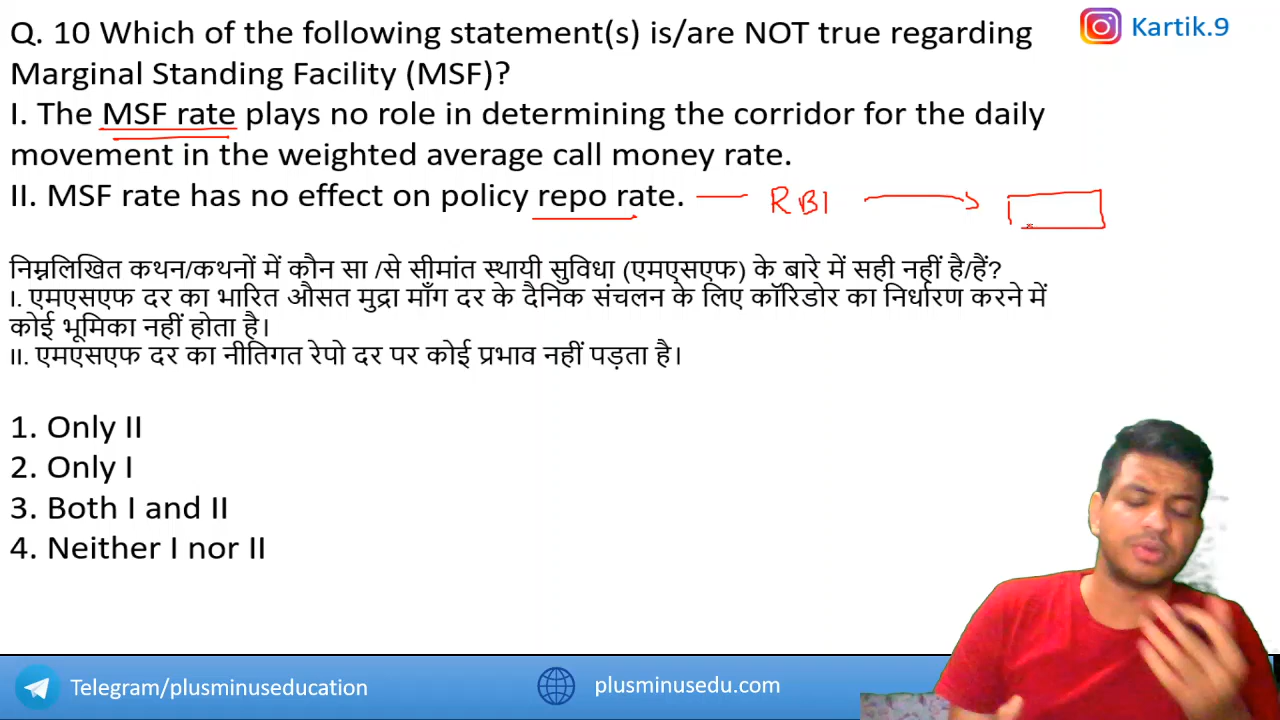 Q. 10 Which of the following statement(s) is/are NOT true regarding
Kartik.9
Marginal Standing Facility (MSF)?
I. The MSF rate plays no role in determining the corridor for the daily
movement in the weighted average call money rate.
II. MSF rate has no effect on policy repo rate.
RBI
निम्नलिखित कथन/कथनों में कौन सा /से सीमांत स्थायी सुविधा (एमएसएफ) के बारे में सही नहीं है/हैं?
I. एमएसएफ दर का भारित औसत मुद्रा माँग दर के दैनिक संचलन के लिए कॉरिडोर का निर्धारण करने में
कोई भूमिका नहीं होता है।
II. एमएसएफ दर का नीतिगत रेपो दर पर कोई प्रभाव नहीं पड़ता है।
1. Only II
2. Only I
3. Both I and II
4. Neither I nor II
Telegram/plusminuseducation
plusminusedu.com